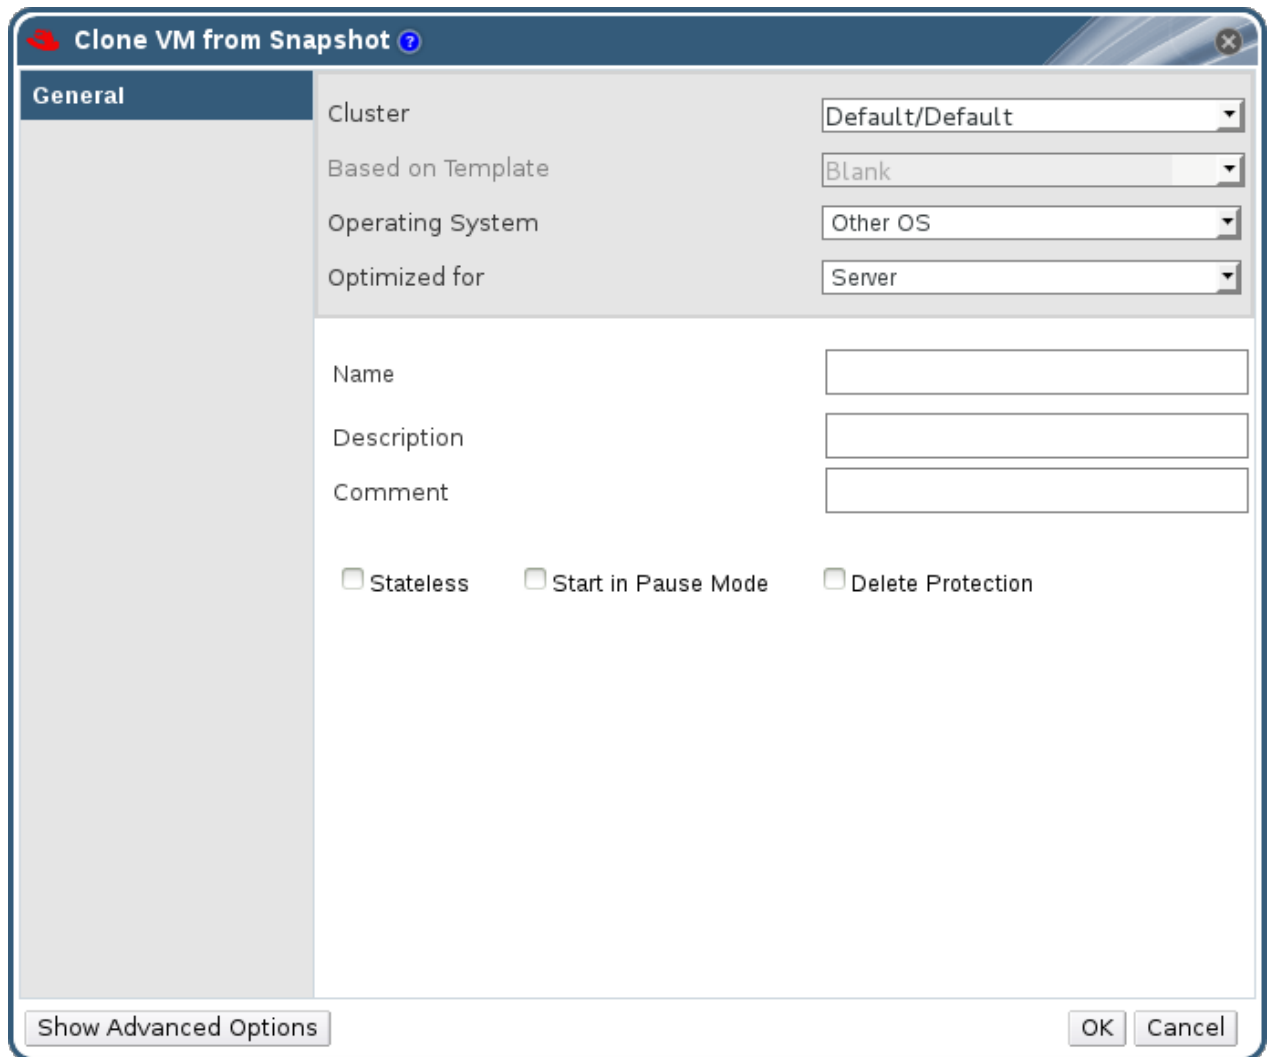 Clone VM from Snapshot ?
General
Cluster Default/Default
Based on Template Blank
Operating System Other OS
Optimized for Server
Name
Description
Comment
Stateless Start in Pause Mode Delete Protection
Show Advanced Options OK Cancel